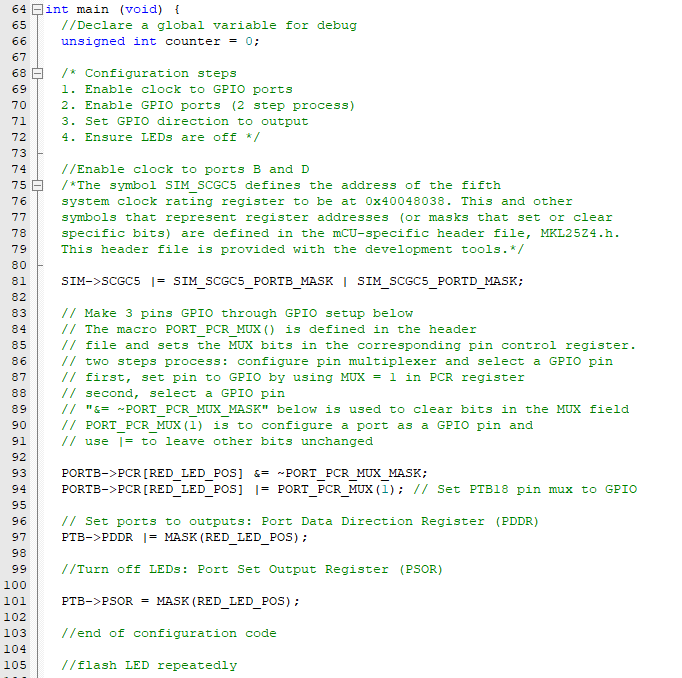 64 int main (void) {
65 //Declare a global variable for debug
66 unsigned int counter = 0;
67
68 /* Configuration steps
69 1. Enable clock to GPIO ports
70 2. Enable GPIO ports (2 step process)
71 3. Set GPIO direction to output
72 4. Ensure LEDs are off */
73
74 //Enable clock to ports B and D
75 /*The symbol SIM_SCGC5 defines the address of the fifth
76 system clock rating register to be at 0x40048038. This and other
77 symbols that represent register addresses (or masks that set or clear
78 specific bits) are defined in the mCU-specific header file, MKL25Z4.h.
79 This header file is provided with the development tools.*/
80
81 SIM->SCGC5 |= SIM_SCGC5_PORTB_MASK | SIM_SCGC5_PORTD_MASK;
82
83 // Make 3 pins GPIO through GPIO setup below
84 // The macro PORT_PCR_MUX() is defined in the header
85 // file and sets the MUX bits in the corresponding pin control register.
86 // two steps process: configure pin multiplexer and select a GPIO pin
87 // first, set pin to GPIO by using MUX = 1 in PCR register
88 // second, select a GPIO pin
89 // "&= ~PORT_PCR_MUX_MASK" below is used to clear bits in the MUX field
90 // PORT_PCR_MUX(1) is to configure a port as a GPIO pin and
91 // use |= to leave other bits unchanged
92
93 PORTB->PCR[RED_LED_POS] &= ~PORT_PCR_MUX_MASK;
94 PORTB->PCR[RED_LED_POS] |= PORT_PCR_MUX(1); // Set PTB18 pin mux to GPIO
95
96 // Set ports to outputs: Port Data Direction Register (PDDR)
97 PTB->PDDR |= MASK(RED_LED_POS);
98
99 //Turn off LEDs: Port Set Output Register (PSOR)
100
101 PTB->PSOR = MASK(RED_LED_POS);
102
103 //end of configuration code
104
105 //flash LED repeatedly